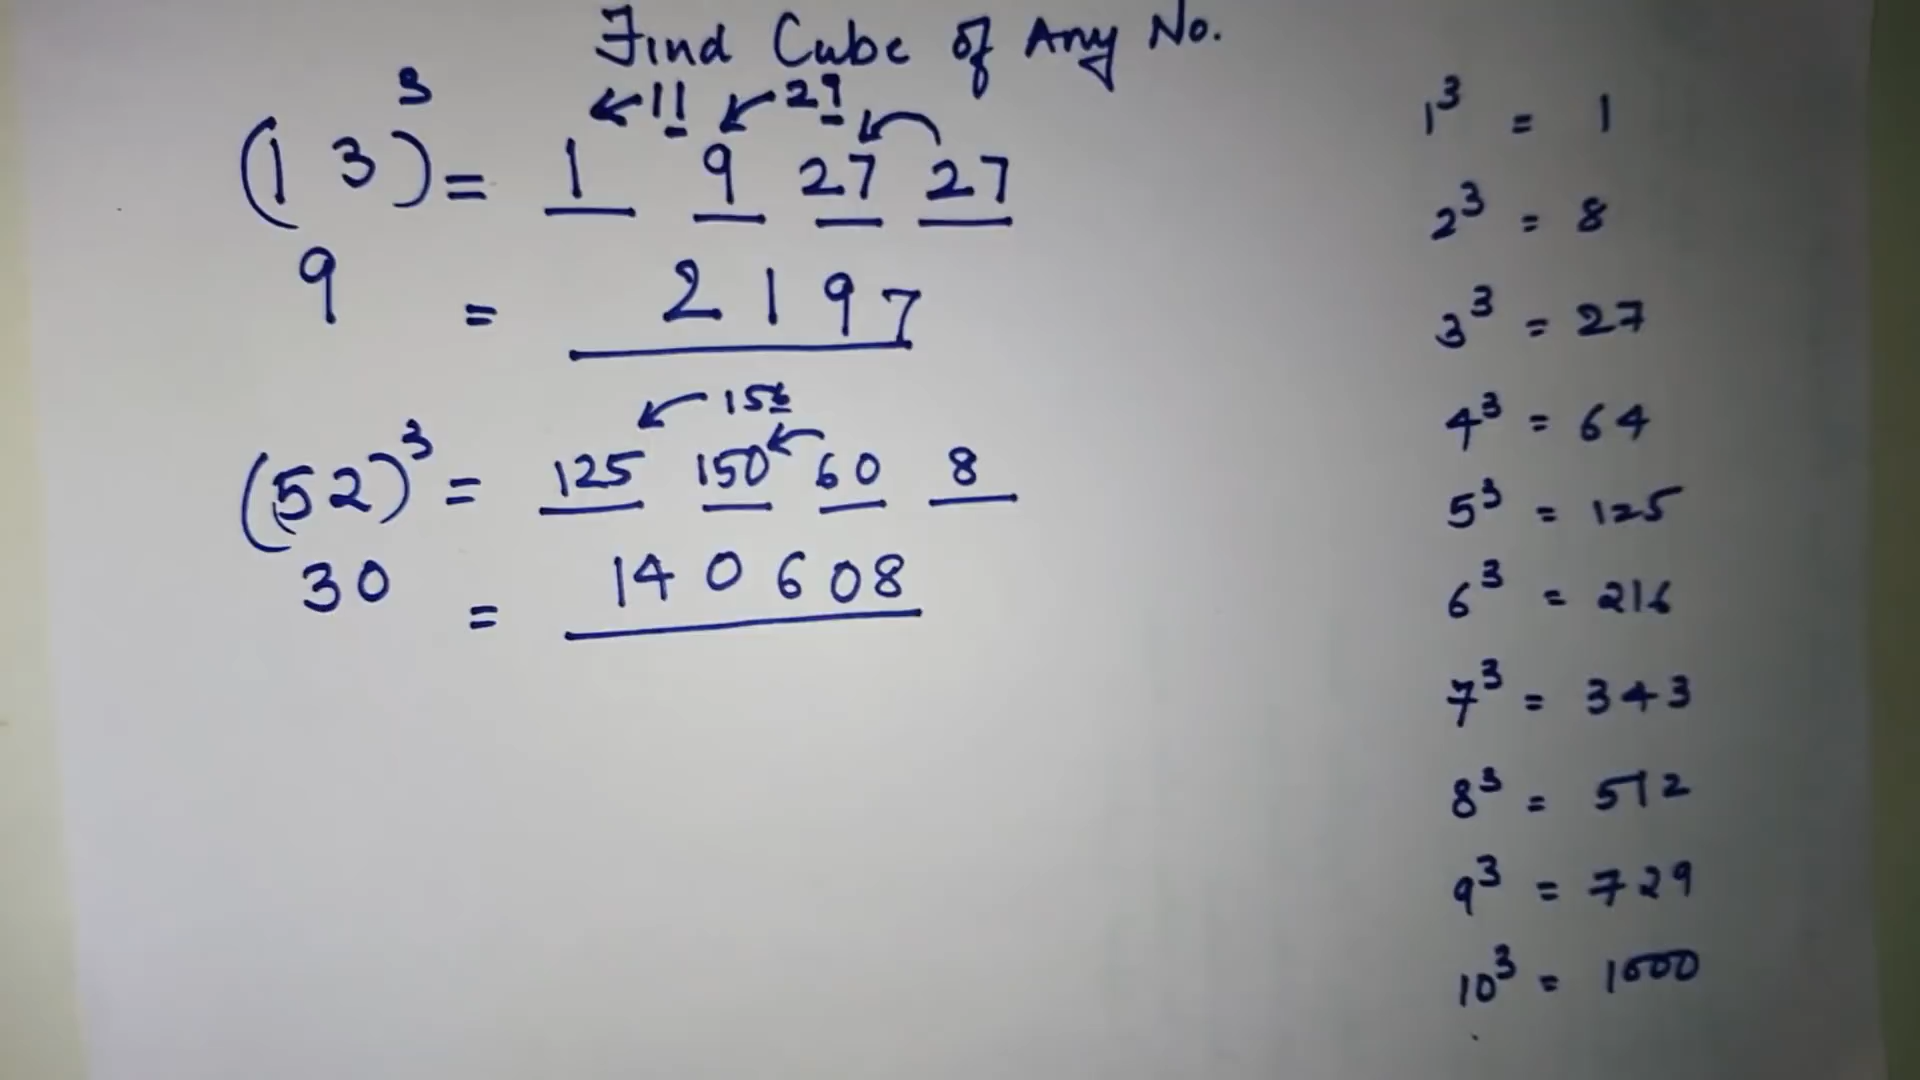 Find Cube of Any No.
←11 ↙29
(13)³ = 1 9 27 27
9 = 2197
↙156
(52)³ = 125 150 60 8
30 = 140608
1³ = 1
2³ = 8
3³ = 27
4³ = 64
5³ = 125
6³ = 216
7³ = 343
8³ = 512
9³ = 729
10³ = 1000